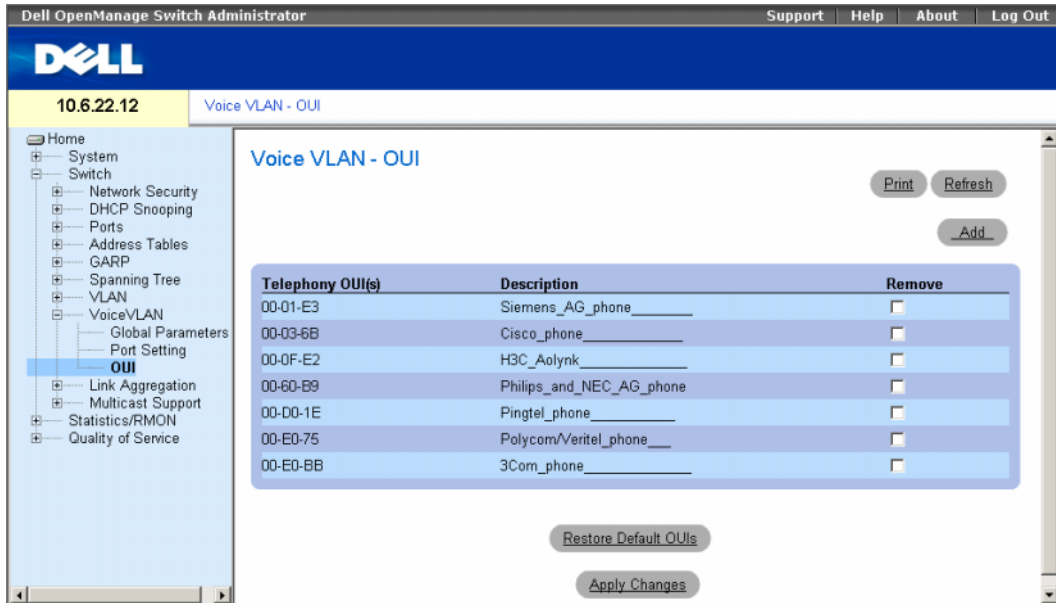 Dell OpenManage Switch Administrator
Support Help About Log Out
DELL
10.6.22.12
Voice VLAN - OUI
Home
System
Switch
Network Security
DHCP Snooping
Ports
Address Tables
GARP
Spanning Tree
VLAN
VoiceVLAN
Global Parameters
Port Setting
OUI
Link Aggregation
Multicast Support
Statistics/RMON
Quality of Service
Voice VLAN - OUI
Print Refresh
Add
Telephony OUI(s) Description Remove
00-01-E3 Siemens_AG_phone________
00-03-6B Cisco_phone_____________
00-0F-E2 H3C_Aolynk______________
00-60-B9 Philips_and_NEC_AG_phone
00-D0-1E Pingtel_phone___________
00-E0-75 Polycom/Veritel_phone___
00-E0-BB 3Com_phone______________
Restore Default OUIs
Apply Changes